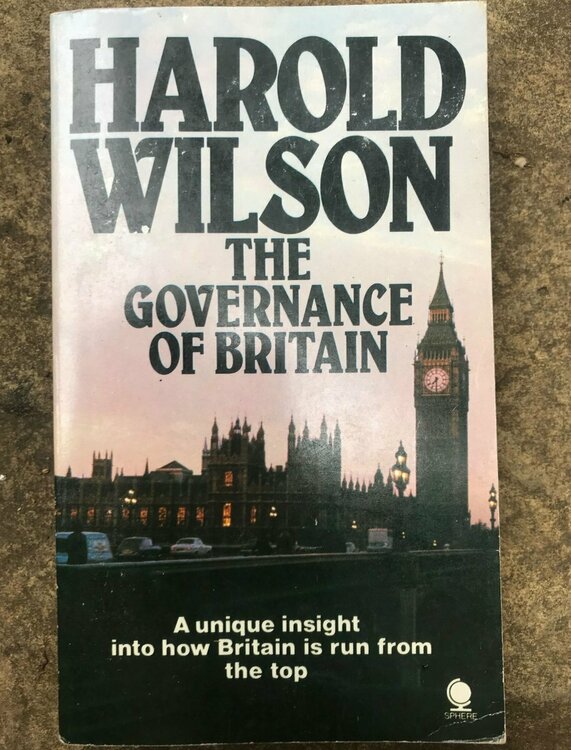 HAROLD
WILSON
THE
GOVERNANCE
OF BRITAIN
A unique insight
into how Britain is run from
the top
SPHERE